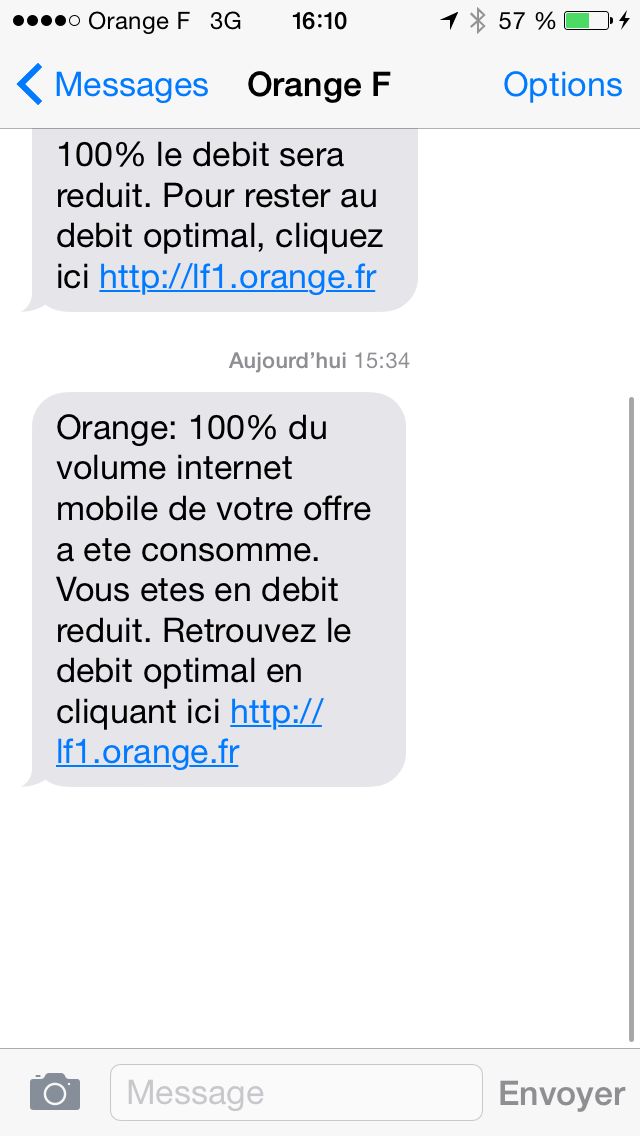 Orange F 3G 16:10 57 %
Messages Orange F Options
100% le debit sera
reduit. Pour rester au
debit optimal, cliquez
ici http://lf1.orange.fr
Aujourd’hui 15:34
Orange: 100% du
volume internet
mobile de votre offre
a ete consomme.
Vous etes en debit
reduit. Retrouvez le
debit optimal en
cliquant ici http://
lf1.orange.fr
Message Envoyer